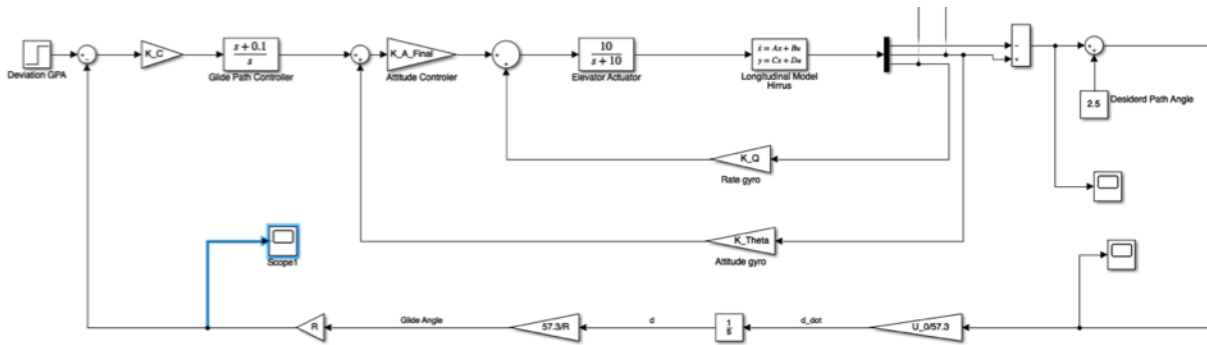 Deviation GPA
K_C
s + 0.1
s
Glide Path Controller
K_A_Final
Attitude Controler
10
s + 10
Elevator Actuator
ẋ = Ax + Bu
y = Cx + Du
Longitudinal Model
Hirrus
2.5
Desiderd Path Angle
K_Q
Rate gyro
K_Theta
Attitude gyro
Scope1
R
Glide Angle
57.3/R
d
1
s
d_dot
U_0/57.3